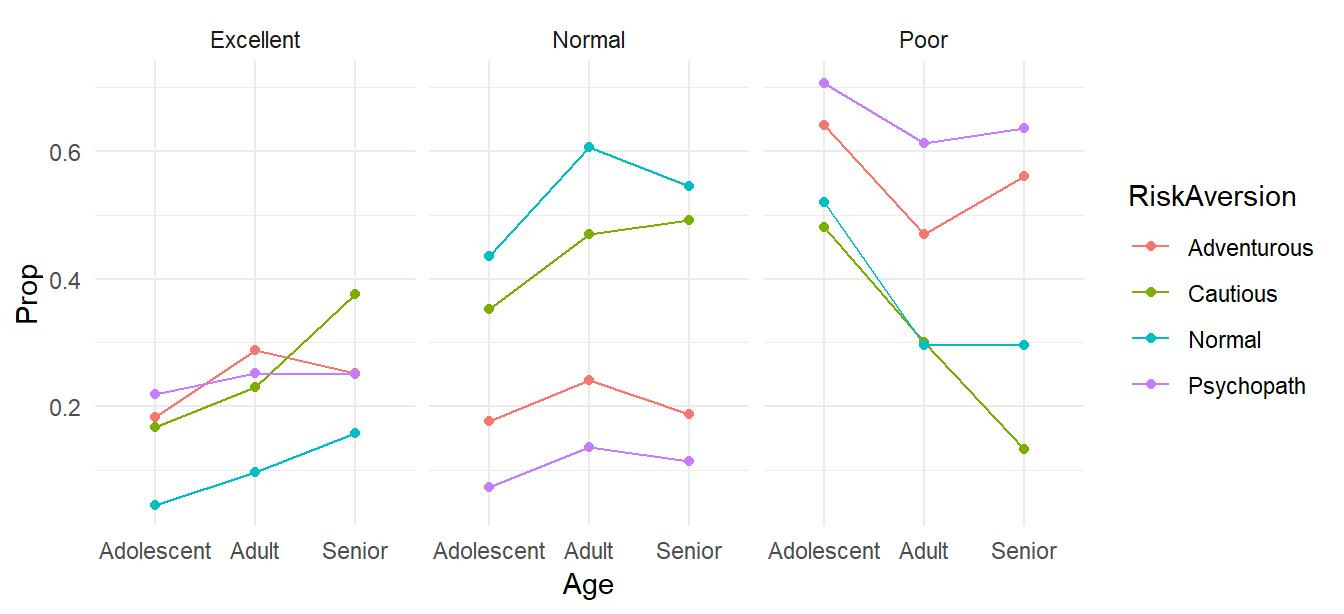 Excellent Normal Poor
Prop
0.6
0.4
0.2
Adolescent Adult Senior Adolescent Adult Senior Adolescent Adult Senior
Age
RiskAversion
Adventurous
Cautious
Normal
Psychopath